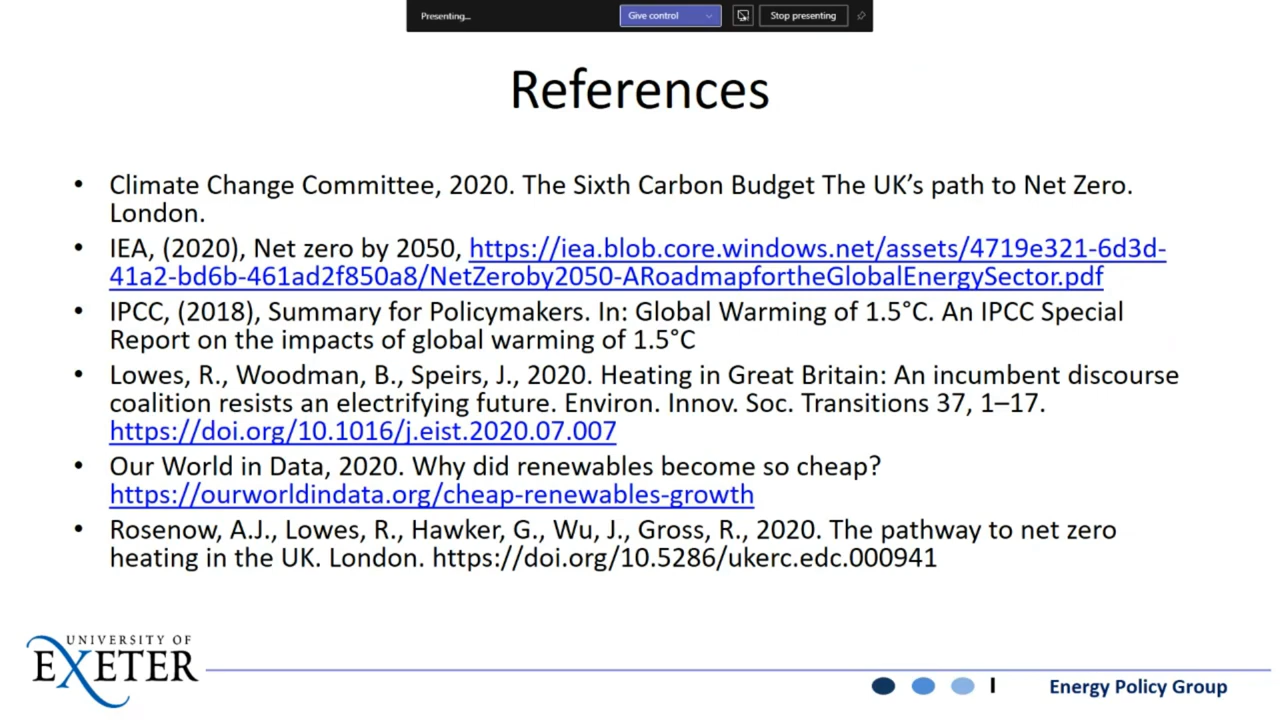 Presenting...
Give control
Stop presenting
References
• Climate Change Committee, 2020. The Sixth Carbon Budget The UK's path to Net Zero.
London.
• IEA, (2020), Net zero by 2050, https://iea.blob.core.windows.net/assets/4719e321-6d3d-
41a2-bd6b-461ad2f850a8/NetZeroby2050-ARoadmapfortheGlobalEnergySector.pdf
• IPCC, (2018), Summary for Policymakers. In: Global Warming of 1.5°C. An IPCC Special
Report on the impacts of global warming of 1.5°C
• Lowes, R., Woodman, B., Speirs, J., 2020. Heating in Great Britain: An incumbent discourse
coalition resists an electrifying future. Environ. Innov. Soc. Transitions 37, 1–17.
https://doi.org/10.1016/j.eist.2020.07.007
• Our World in Data, 2020. Why did renewables become so cheap?
https://ourworldindata.org/cheap-renewables-growth
• Rosenow, A.J., Lowes, R., Hawker, G., Wu, J., Gross, R., 2020. The pathway to net zero
heating in the UK. London. https://doi.org/10.5286/ukerc.edc.000941
UNIVERSITY OF
EXETER
Energy Policy Group